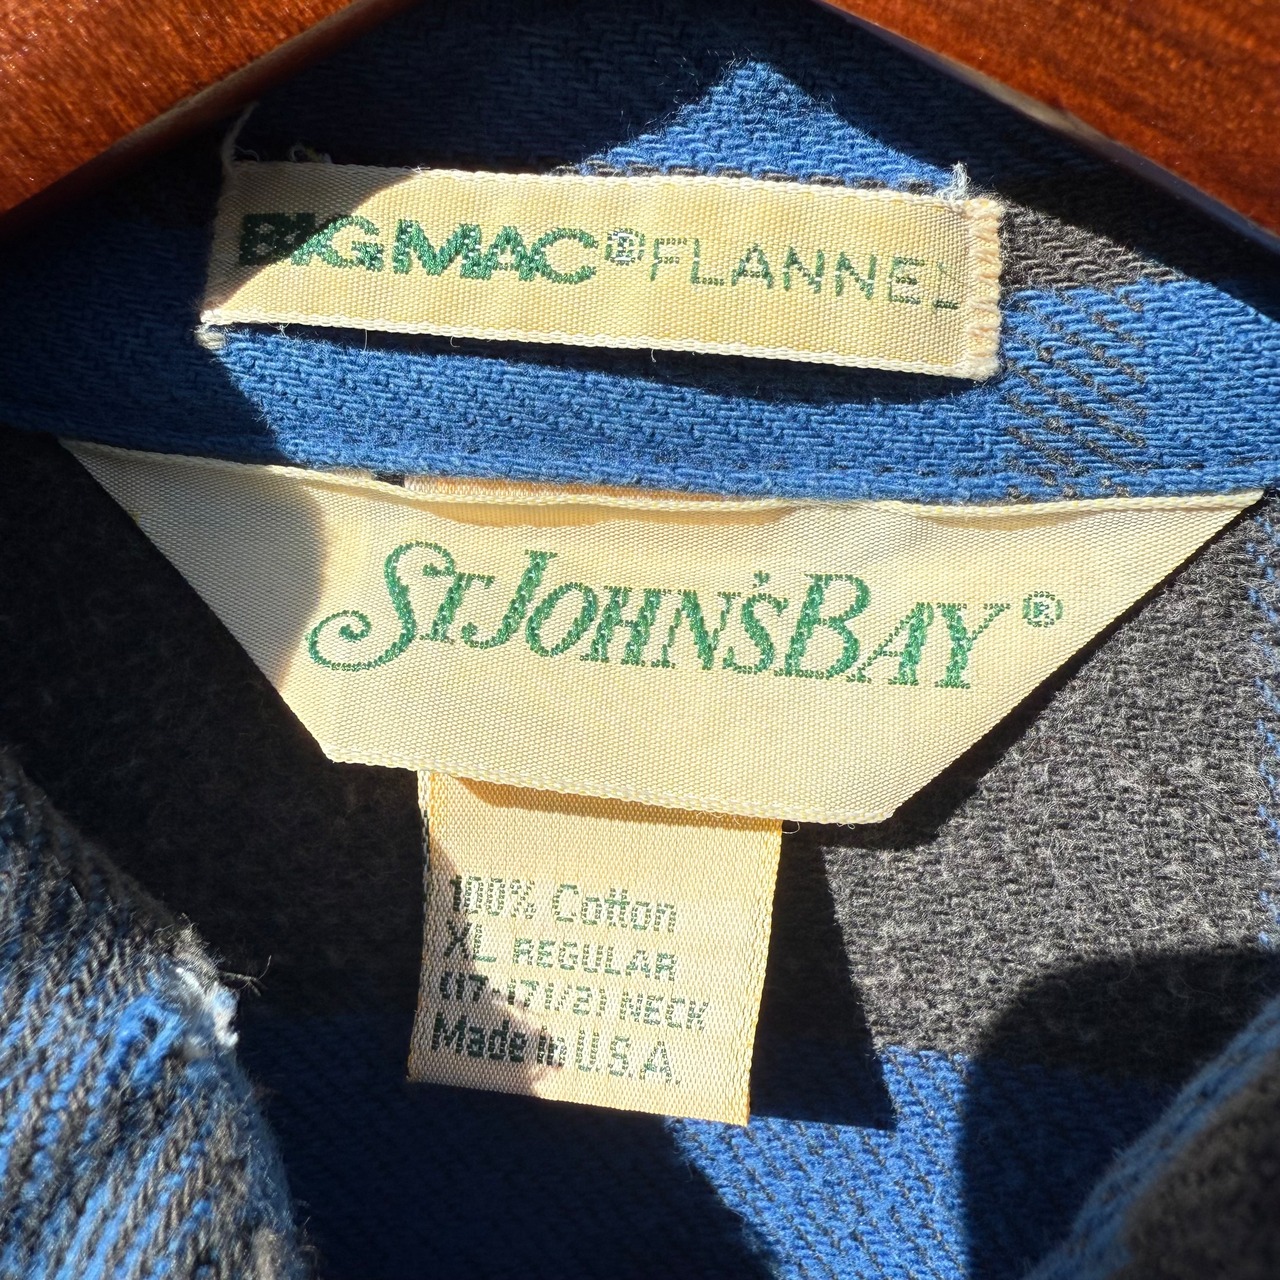 BIG MAC® FLANNEL
ST JOHN'S BAY®
100% Cotton
XL REGULAR
(17-17 1/2) NECK
Made in U.S.A.